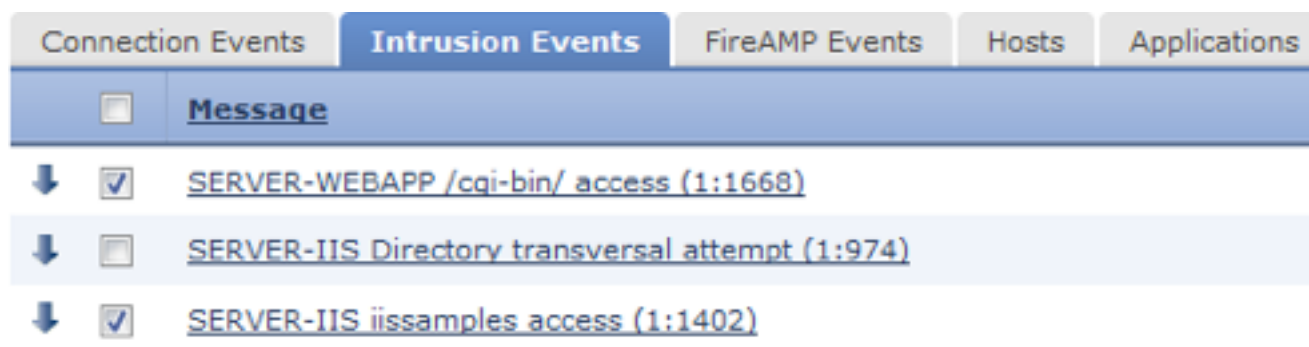 Connection Events Intrusion Events FireAMP Events Hosts Applications
Message
SERVER-WEBAPP /cgi-bin/ access (1:1668)
SERVER-IIS Directory transversal attempt (1:974)
SERVER-IIS iissamples access (1:1402)